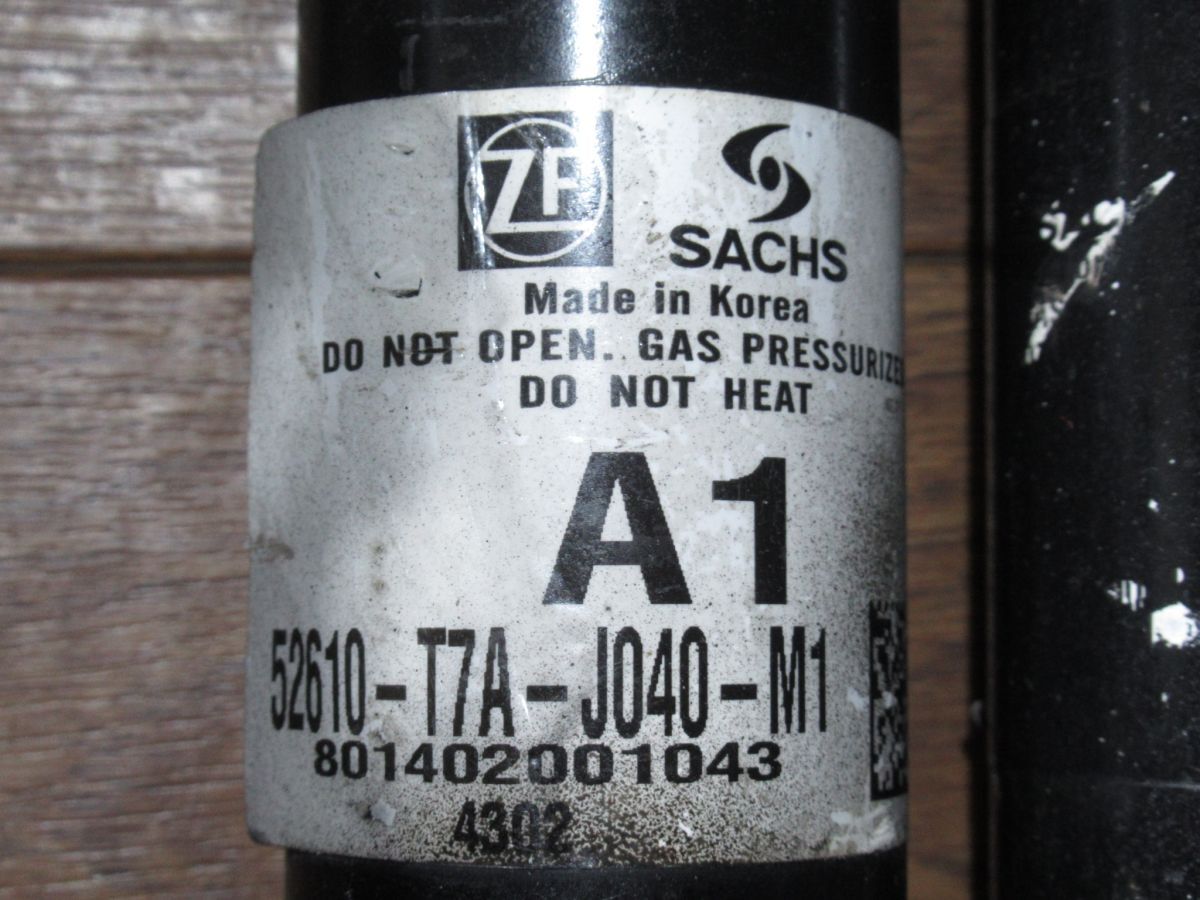 ZF
SACHS
Made in Korea
DO NOT OPEN. GAS PRESSURIZE
DO NOT HEAT
A1
52610-T7A-J040-M1
801402001043
4302